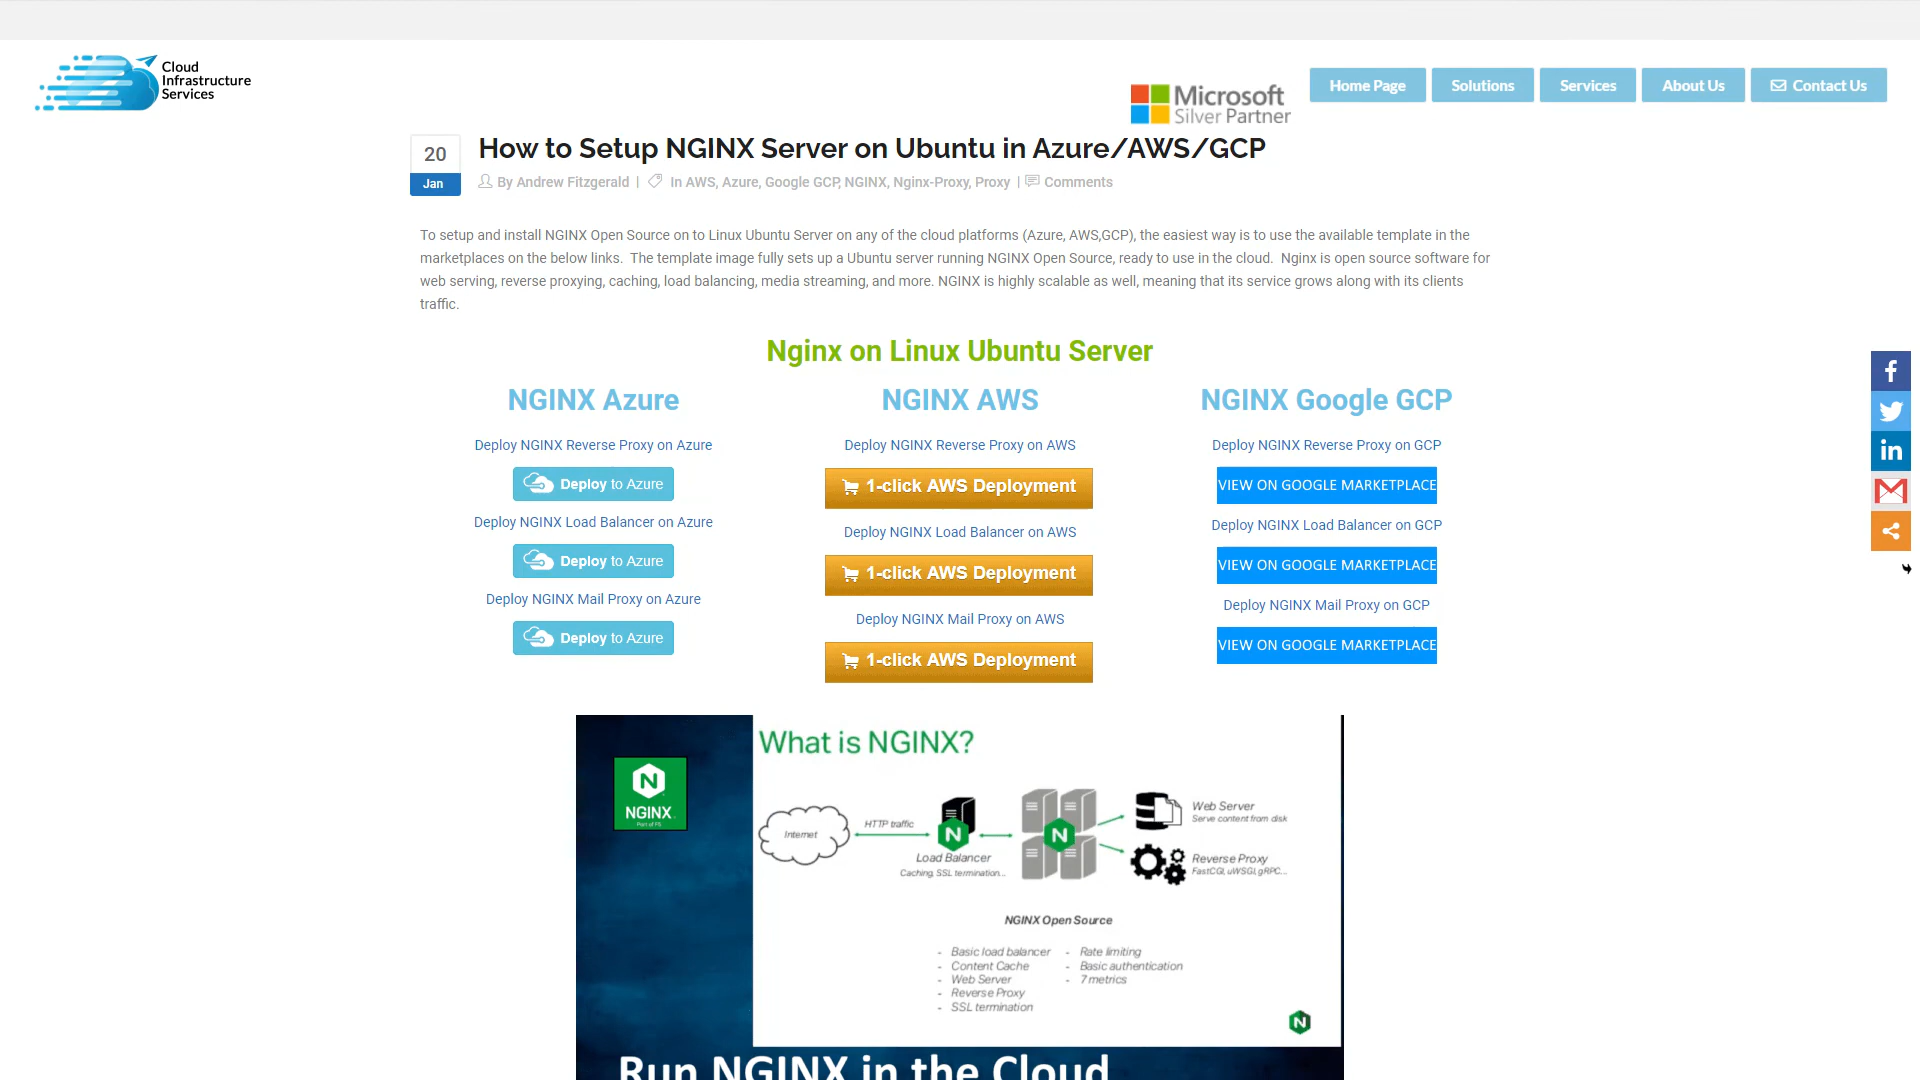 Cloud
Infrastructure
Services
Microsoft
Silver Partner
Home Page
Solutions
Services
About Us
Contact Us
20
Jan
How to Setup NGINX Server on Ubuntu in Azure/AWS/GCP
By Andrew Fitzgerald | In AWS, Azure, Google GCP, NGINX, Nginx-Proxy, Proxy | Comments
To setup and install NGINX Open Source on to Linux Ubuntu Server on any of the cloud platforms (Azure, AWS,GCP), the easiest way is to use the available template in the
marketplaces on the below links.  The template image fully sets up a Ubuntu server running NGINX Open Source, ready to use in the cloud.  Nginx is open source software for
web serving, reverse proxying, caching, load balancing, media streaming, and more. NGINX is highly scalable as well, meaning that its service grows along with its clients
traffic.
Nginx on Linux Ubuntu Server
NGINX Azure
Deploy NGINX Reverse Proxy on Azure
Deploy to Azure
Deploy NGINX Load Balancer on Azure
Deploy to Azure
Deploy NGINX Mail Proxy on Azure
Deploy to Azure
NGINX AWS
Deploy NGINX Reverse Proxy on AWS
1-click AWS Deployment
Deploy NGINX Load Balancer on AWS
1-click AWS Deployment
Deploy NGINX Mail Proxy on AWS
1-click AWS Deployment
NGINX Google GCP
Deploy NGINX Reverse Proxy on GCP
VIEW ON GOOGLE MARKETPLACE
Deploy NGINX Load Balancer on GCP
VIEW ON GOOGLE MARKETPLACE
Deploy NGINX Mail Proxy on GCP
VIEW ON GOOGLE MARKETPLACE
f
in
N
NGINX
Part of F5
What is NGINX?
Internet
HTTP traffic
N
Load Balancer
Caching, SSL termination...
N
Web Server
Serve content from disk
Reverse Proxy
FastCGI, uWSGI, gRPC...
NGINX Open Source
- Basic load balancer
- Content Cache
- Web Server
- Reverse Proxy
- SSL termination
- Rate limiting
- Basic authentication
- 7 metrics
N
Run NGINX in the Cloud